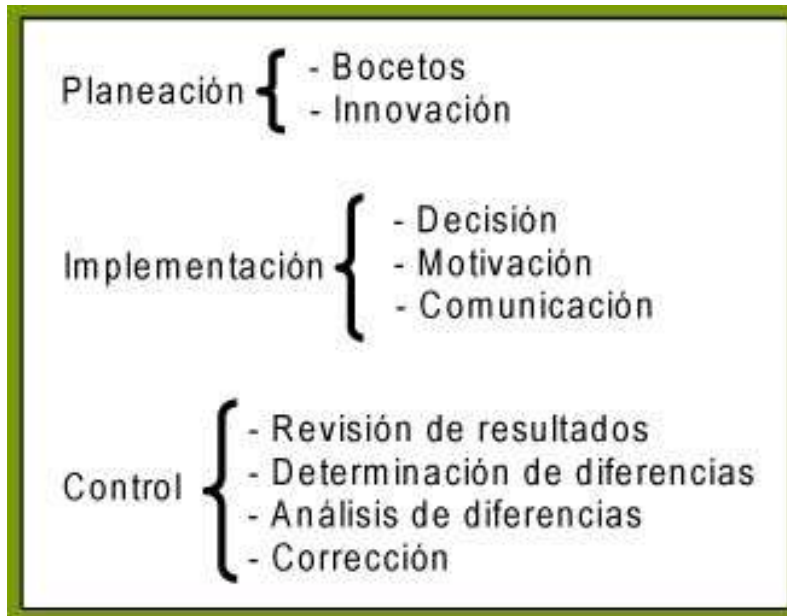 Planeación
- Bocetos
- Innovación
Implementación
- Decisión
- Motivación
- Comunicación
Control
- Revisión de resultados
- Determinación de diferencias
- Análisis de diferencias
- Corrección